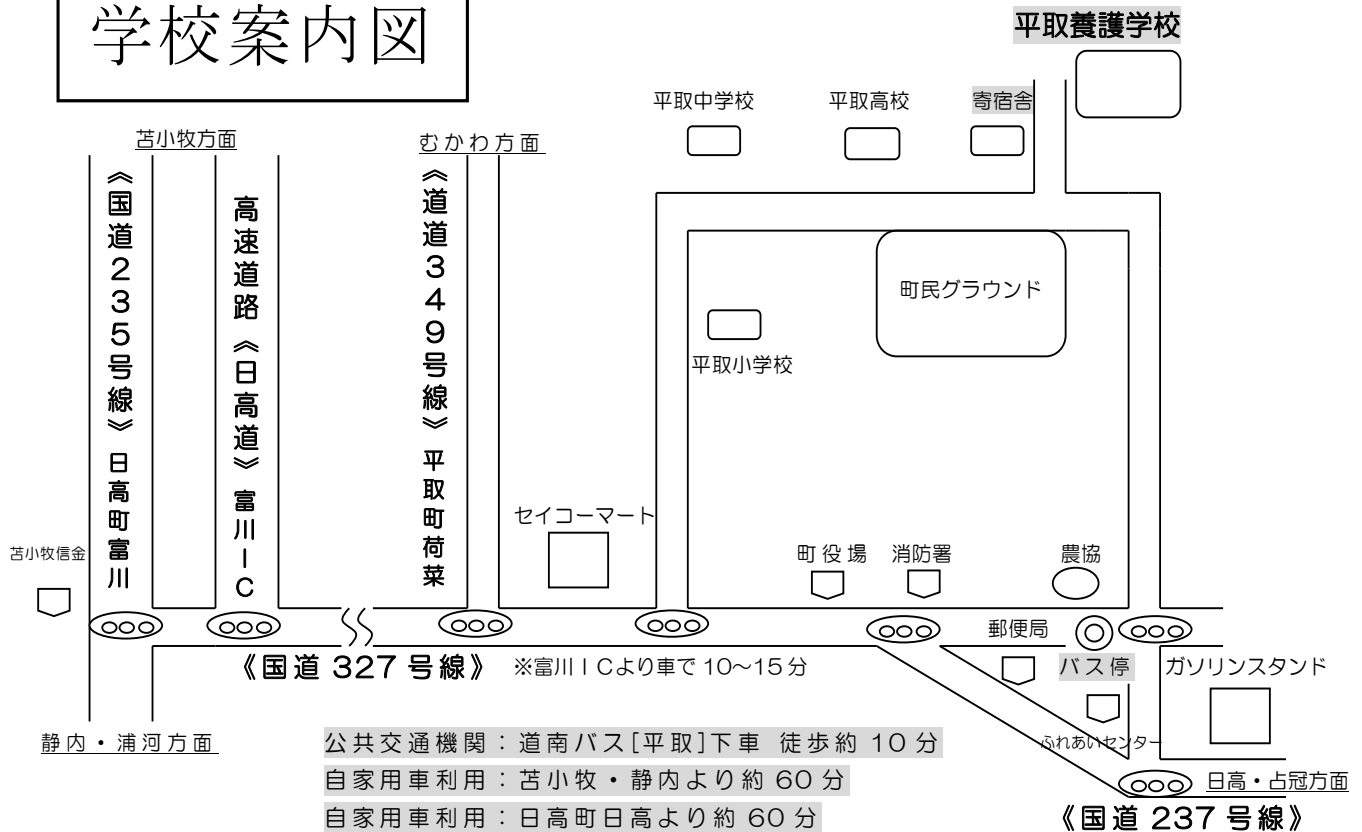 学校案内図
平取養護学校
平取中学校
平取高校
寄宿舎
苫小牧方面
むかわ方面
《国道235号線》日高町富川
高速道路《日高道》富川IC
《道道349号線》平取町荷菜
町民グラウンド
平取小学校
セイコーマート
苫小牧信金
町役場
消防署
農協
郵便局
バス停
ガソリンスタンド
《国道 327 号線》 ※富川ICより車で 10~15 分
静内・浦河方面
ふれあいセンター
公共交通機関：道南バス[平取]下車 徒歩約 10 分
自家用車利用：苫小牧・静内より約 60 分
自家用車利用：日高町日高より約 60 分
日高・占冠方面
《国道 237 号線》